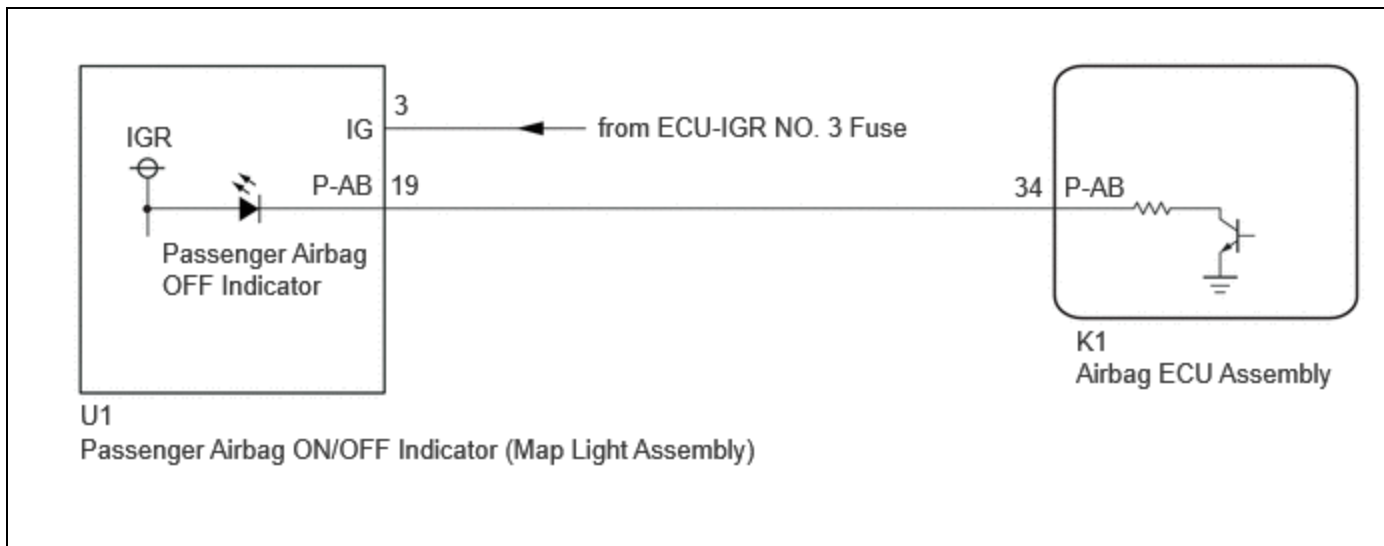 3
IGR
IG
from ECU-IGR NO. 3 Fuse
P-AB
19
34
P-AB
Passenger Airbag
OFF Indicator
K1
Airbag ECU Assembly
U1
Passenger Airbag ON/OFF Indicator (Map Light Assembly)